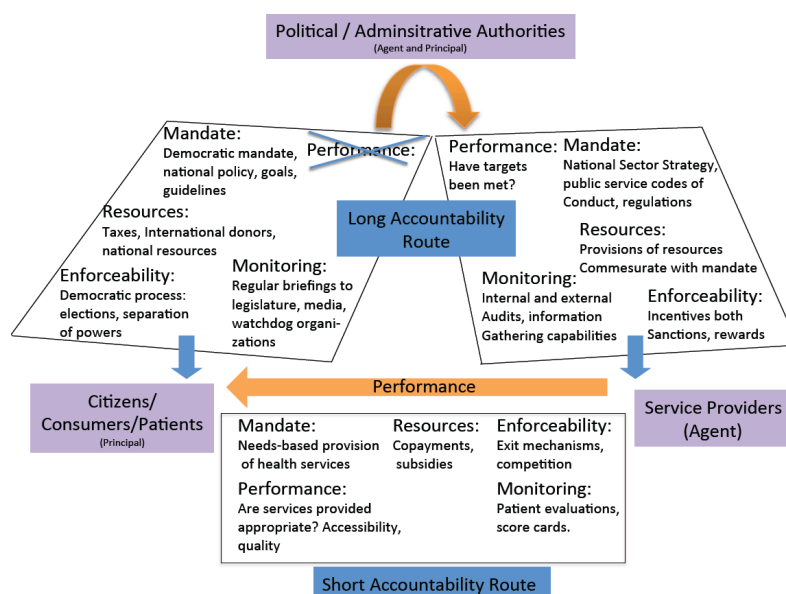 Political / Adminsitrative Authorities
(Agent and Principal)
Mandate:
Democratic mandate,
national policy, goals,
guidelines
Performance:
Resources:
Taxes, International donors,
national resources
Enforceability:
Democratic process:
elections, separation
of powers
Monitoring:
Regular briefings to
legislature, media,
watchdog organi-
zations
Long Accountability
Route
Performance:
Have targets
been met?
Mandate:
National Sector Strategy,
public service codes of
Conduct, regulations
Resources:
Provisions of resources
Commesurate with mandate
Monitoring:
Internal and external
Audits, information
Gathering capabilities
Enforceability:
Incentives both
Sanctions, rewards
Citizens/
Consumers/Patients
(Principal)
Performance
Service Providers
(Agent)
Mandate:
Needs-based provision
of health services
Resources:
Copayments,
subsidies
Enforceability:
Exit mechanisms,
competition
Performance:
Are services provided
appropriate? Accessibility,
quality
Monitoring:
Patient evaluations,
score cards.
Short Accountability Route